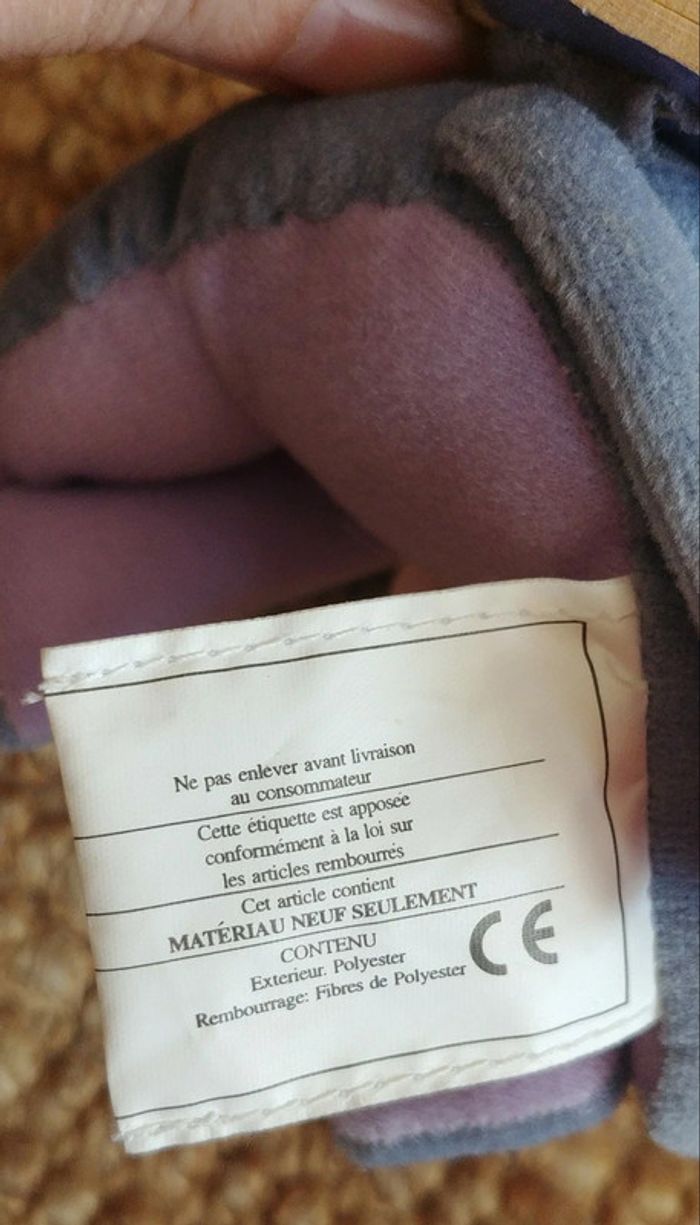 Ne pas enlever avant livraison
au consommateur
Cette étiquette est apposée
conformément à la loi sur
les articles rembourrés
Cet article contient
MATÉRIAU NEUF SEULEMENT
CONTENU
Exterieur. Polyester
Rembourrage: Fibres de Polyester
CE